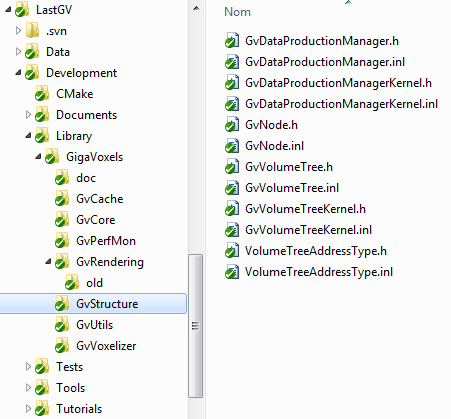 LastGV
.svn
Data
Development
CMake
Documents
Library
GigaVoxels
doc
GvCache
GvCore
GvPerfMon
GvRendering
old
GvStructure
GvUtils
GvVoxelizer
Tests
Tools
Tutorials
Nom
GvDataProductionManager.h
GvDataProductionManager.inl
GvDataProductionManagerKernel.h
GvDataProductionManagerKernel.inl
GvNode.h
GvNode.inl
GvVolumeTree.h
GvVolumeTree.inl
GvVolumeTreeKernel.h
GvVolumeTreeKernel.inl
VolumeTreeAddressType.h
VolumeTreeAddressType.inl